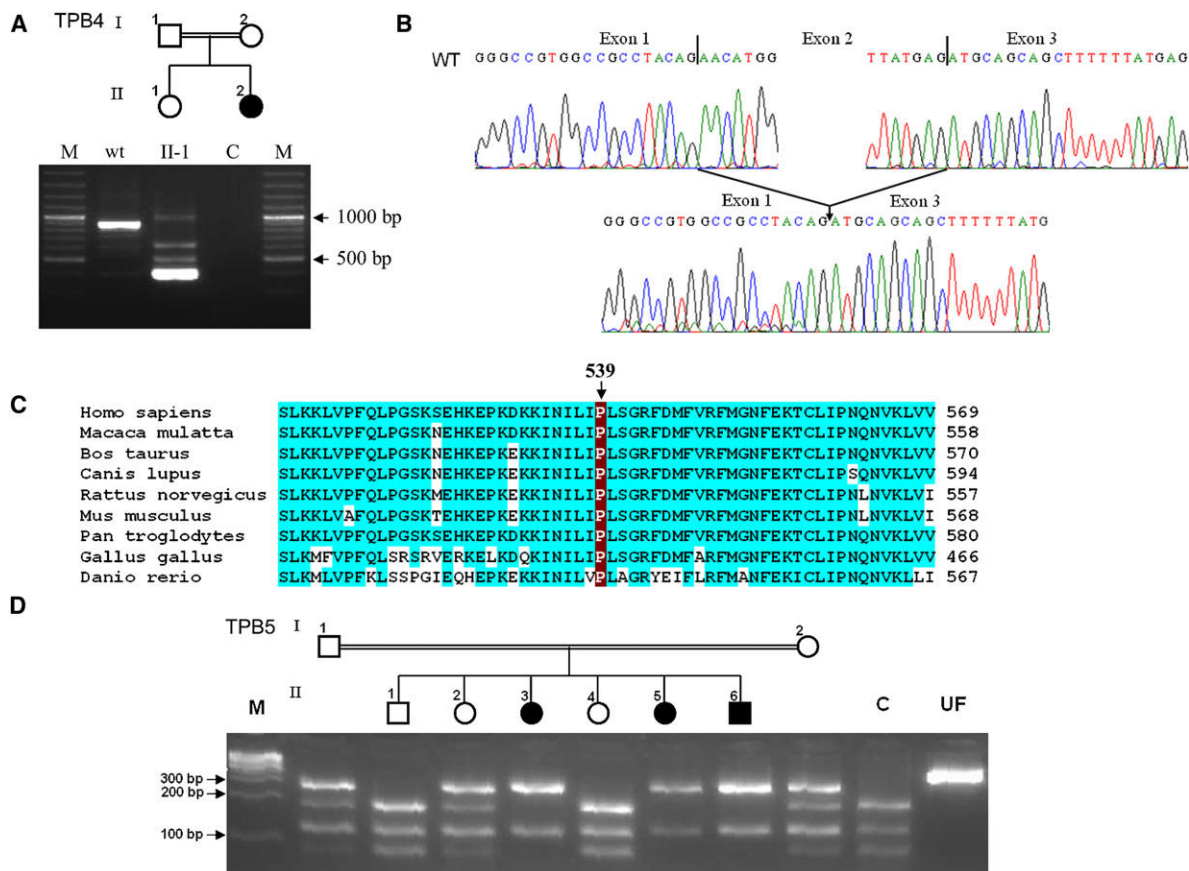 A
TPB4 I
1 2
II
1 2
M wt II-1 C M
1000 bp
500 bp
B
Exon 1 Exon 2 Exon 3
WT GGGCCGTGGCCGCCTACAGAACATGG TTATGAGATGCAGCAGCTTTTTTATGAG
Exon 1 Exon 3
GGGCCGTGGCCGCCTACAGATGCAGCAGCTTTTTTATG
539
C
Homo sapiens SLKKLVPFQLPGSKSEHKEPKDKKINILIPLSGRFDMFVRFMGNFEKTCLIPNQNVKLVV 569
Macaca mulatta SLKKLVPFQLPGSKNEHKEPKDKKINILIPLSGRFDMFVRFMGNFEKTCLIPNQNVKLVV 558
Bos taurus SLKKLVPFQLPGSKNEHKEPKEKKINILIPLSGRFDMFVRFMGNFEKTCLIPNQNVKLVV 570
Canis lupus SLKKLVPFQLPGSKNEHKEPKEKKINILIPLSGRFDMFVRFMGNFEKTCLIPSQNVKLVV 594
Rattus norvegicus SLKKLVPFQLPGSKMEHKEPKEKKINILIPLSGRFDMFVRFMGNFEKTCLIPNLNVKLVI 557
Mus musculus SLKKLVAFQLPGSKTEHKEPKEKKINILIPLSGRFDMFVRFMGNFEKTCLIPNLNVKLVI 568
Pan troglodytes SLKKLVPFQLPGSKSEHKEPKDKKINILIPLSGRFDMFVRFMGNFEKTCLIPNQNVKLVV 580
Gallus gallus SLKMFVPFQLSRSRVERKELKDQKINILIPLSGRFDMFARFMGNFEKTCLIPNQNVKLVV 466
Danio rerio SLKMLVPFKLSSPGIEQHEPKEKKINILVPLAGRYEIFLRFMANFEKICLIPNQNVKLLI 567
D
TPB5 I
1 2
II
1 2 3 4 5 6
M C UF
300 bp
200 bp
100 bp